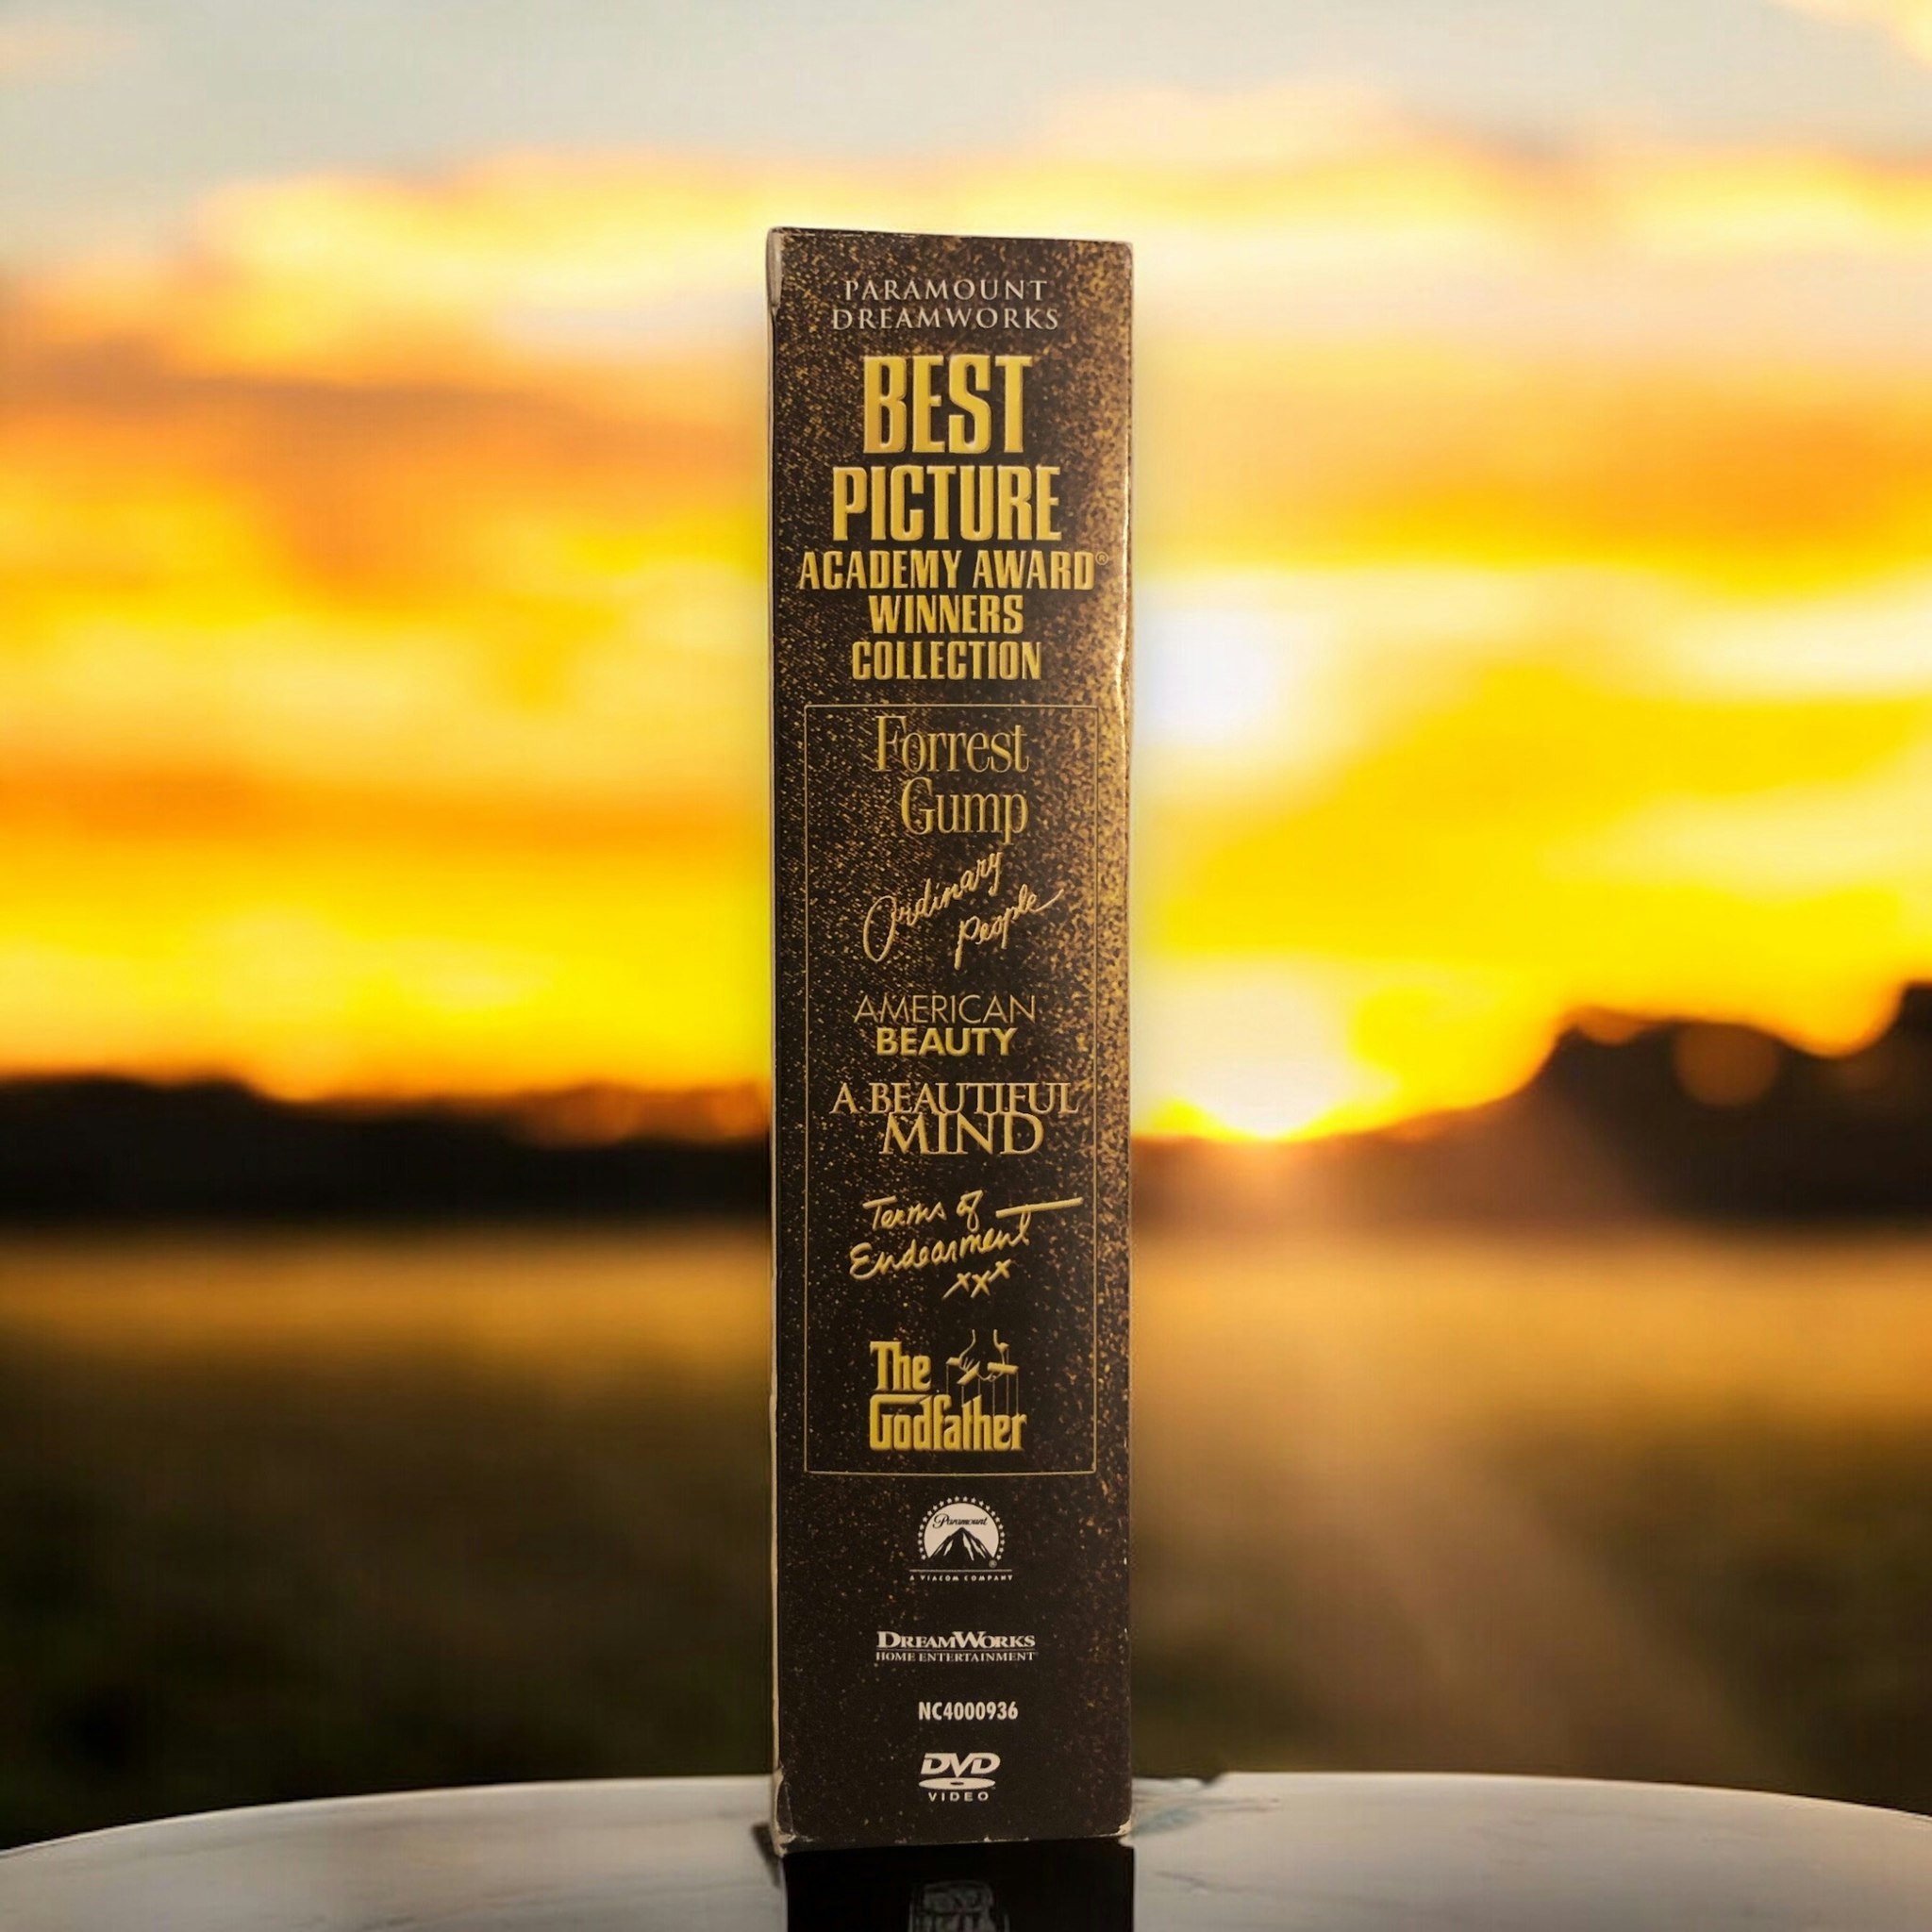 PARAMOUNT
DREAMWORKS
BEST
PICTURE
ACADEMY AWARD®
WINNERS
COLLECTION
Forrest
Gump
Ordinary
People
AMERICAN
BEAUTY
A BEAUTIFUL
MIND
Terms of
Endearment
xxx
The
Godfather
Paramount
®
A VIACOM COMPANY
DREAMWORKS
HOME ENTERTAINMENT
NC4000936
DVD
VIDEO